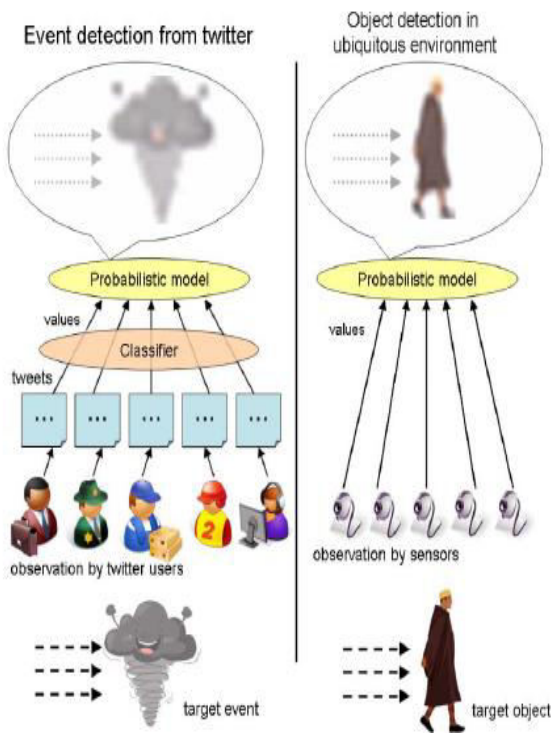 Event detection from twitter
Probabilistic model
values
Classifier
tweets
... ... ... ... ...
2
observation by twitter users
target event
Object detection in
ubiquitous environment
Probabilistic model
values
observation by sensors
target object